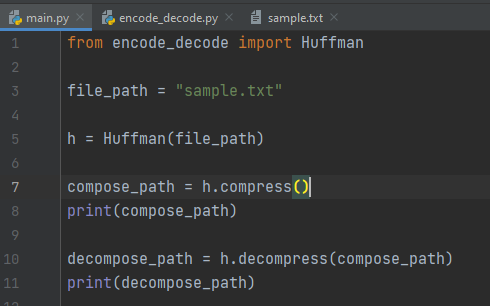 main.py encode_decode.py sample.txt
1 from encode_decode import Huffman
2
3 file_path = "sample.txt"
4
5 h = Huffman(file_path)
6
7 compose_path = h.compress()
8 print(compose_path)
9
10 decompose_path = h.decompress(compose_path)
11 print(decompose_path)